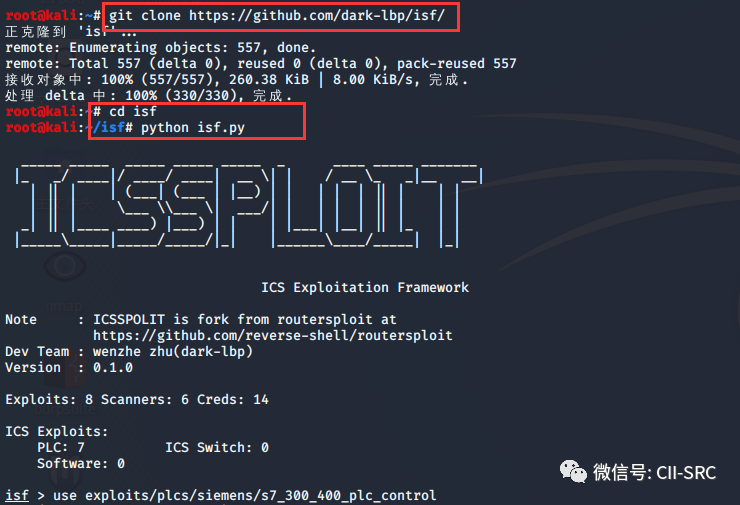 root@kali:~# git clone https://github.com/dark-lbp/isf/
正克隆到 'isf'...
remote: Enumerating objects: 557, done.
remote: Total 557 (delta 0), reused 0 (delta 0), pack-reused 557
接收对象中: 100% (557/557), 260.38 KiB | 8.00 KiB/s, 完成.
处理 delta 中: 100% (330/330), 完成.
root@kali:~# cd isf
root@kali:~/isf# python isf.py
ICSSPLOIT
ICS Exploitation Framework
Note : ICSSPOLIT is fork from routersploit at
https://github.com/reverse-shell/routersploit
Dev Team : wenzhe zhu(dark-lbp)
Version : 0.1.0
Exploits: 8 Scanners: 6 Creds: 14
ICS Exploits:
PLC: 7 ICS Switch: 0
Software: 0
微信号: CII-SRC
isf > use exploits/plcs/siemens/s7_300_400_plc_control